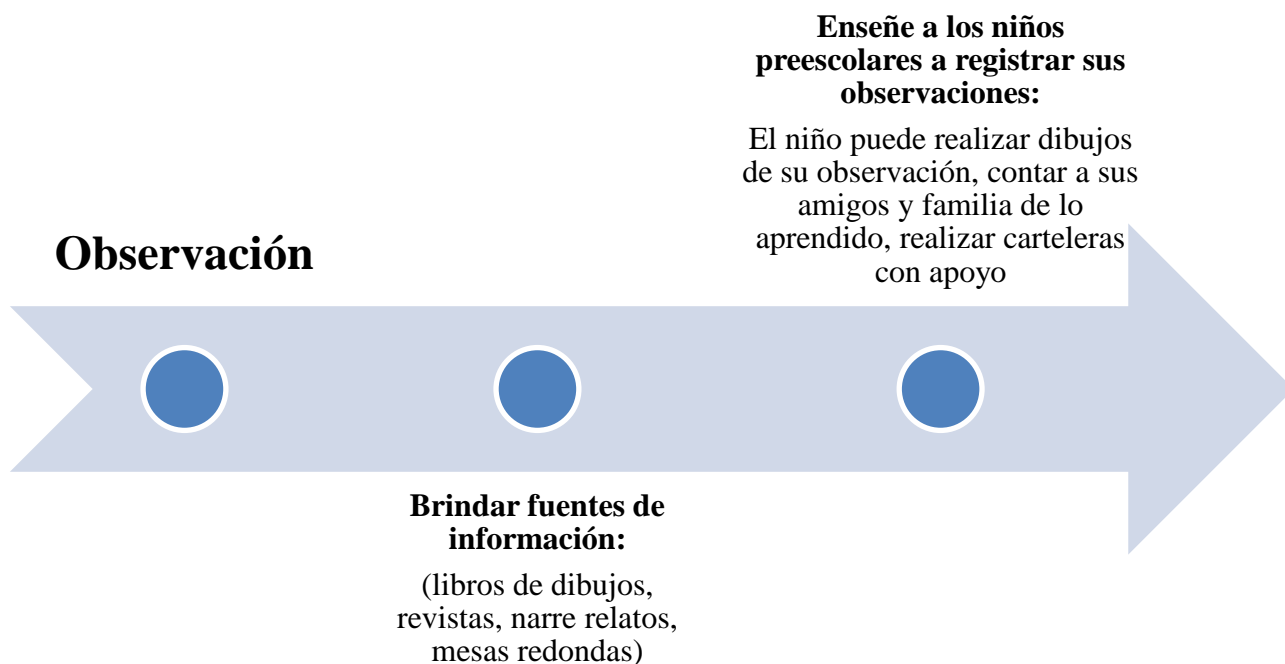 Observación
Brindar fuentes de
información:
(libros de dibujos,
revistas, narre relatos,
mesas redondas)
Enseñe a los niños
preescolares a registrar sus
observaciones:
El niño puede realizar dibujos
de su observación, contar a sus
amigos y familia de lo
aprendido, realizar carteleras
con apoyo